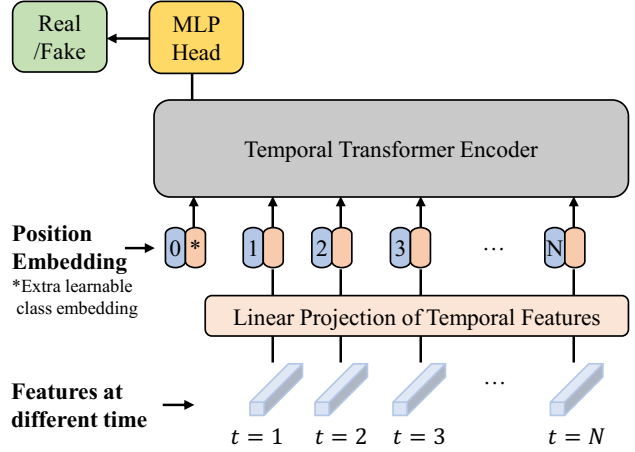 Real
/Fake
MLP
Head
Temporal Transformer Encoder
Position
Embedding
*Extra learnable
class embedding
0 * 1 2 3 ... N
Linear Projection of Temporal Features
Features at
different time
...
t = 1 t = 2 t = 3 t = N